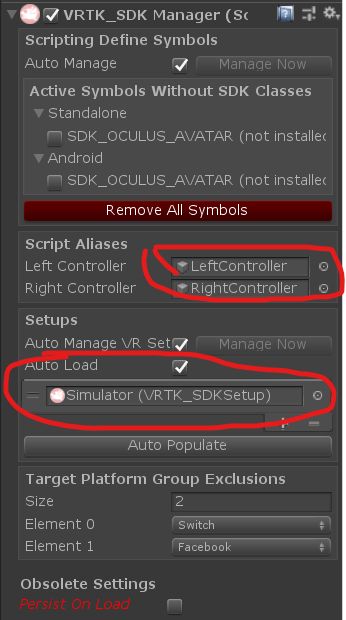 VRTK_SDK Manager (Sc
Scripting Define Symbols
Auto Manage Manage Now
Active Symbols Without SDK Classes
Standalone
SDK_OCULUS_AVATAR (not installec
Android
SDK_OCULUS_AVATAR (not installec
Remove All Symbols
Script Aliases
Left Controller LeftController
Right Controller RightController
Setups
Auto Manage VR Set Manage Now
Auto Load
Simulator (VRTK_SDKSetup)
Auto Populate
Target Platform Group Exclusions
Size 2
Element 0 Switch
Element 1 Facebook
Obsolete Settings
Persist On Load